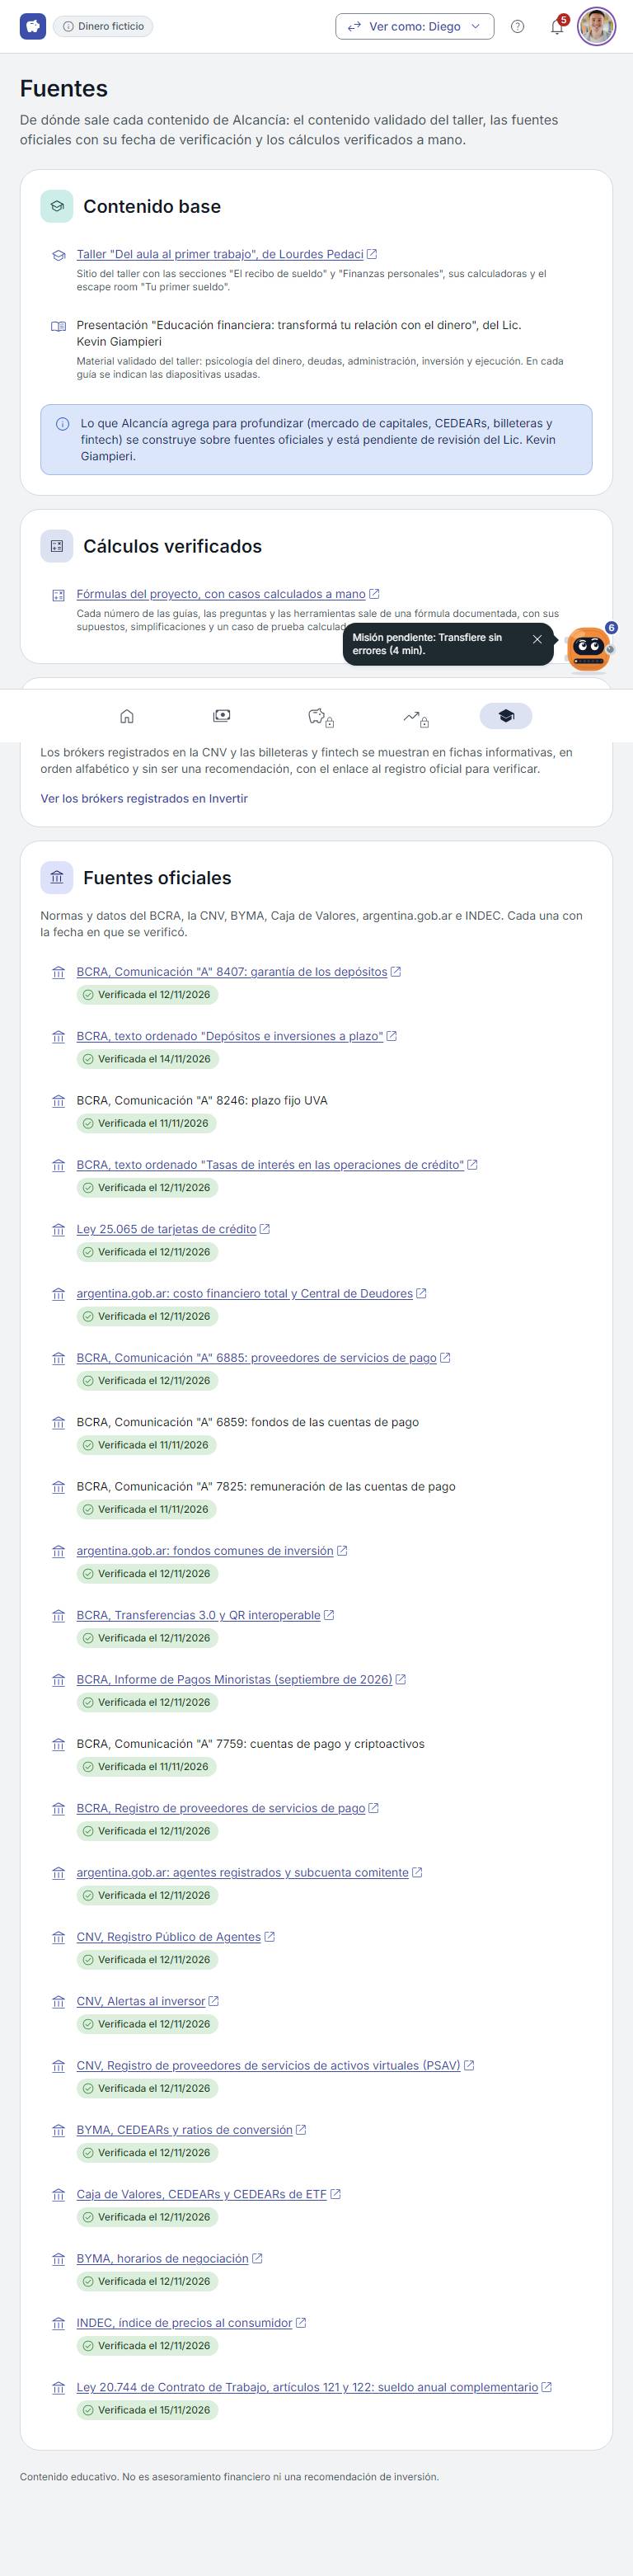 Dinero ficticio
Ver como: Diego
5
Fuentes
De dónde sale cada contenido de Alcancía: el contenido validado del taller, las fuentes
oficiales con su fecha de verificación y los cálculos verificados a mano.
Contenido base
Taller "Del aula al primer trabajo", de Lourdes Pedací
Sitio del taller con las secciones "El recibo de sueldo" y "Finanzas personales", sus calculadoras y el
escape room "Tu primer sueldo".
Presentación "Educación financiera: transformá tu relación con el dinero", del Lic.
Kevin Giampieri
Material validado del taller: psicología del dinero, deudas, administración, inversión y ejecución. En cada
guía se indican las diapositivas usadas.
Lo que Alcancía agrega para profundizar (mercado de capitales, CEDEARs, billeteras y
fintech) se construye sobre fuentes oficiales y está pendiente de revisión del Lic. Kevin
Giampieri.
Cálculos verificados
Fórmulas del proyecto, con casos calculados a mano
Cada número de las guías, las preguntas y las herramientas sale de una fórmula documentada, con sus
supuestos, simplificaciones y un caso de prueba
Misión pendiente: Transfiere sin
errores (4 min).
6
Los brókers registrados en la CNV y las billeteras y fintech se muestran en fichas informativas, en
orden alfabético y sin ser una recomendación, con el enlace al registro oficial para verificar.
Ver los brókers registrados en Invertir
Fuentes oficiales
Normas y datos del BCRA, la CNV, BYMA, Caja de Valores, argentina.gob.ar e INDEC. Cada una con
la fecha en que se verificó.
BCRA, Comunicación "A" 8407: garantía de los depósitos
Verificada el 12/11/2026
BCRA, texto ordenado "Depósitos e inversiones a plazo"
Verificada el 14/11/2026
BCRA, Comunicación "A" 8246: plazo fijo UVA
Verificada el 11/11/2026
BCRA, texto ordenado "Tasas de interés en las operaciones de crédito"
Verificada el 12/11/2026
Ley 25.065 de tarjetas de crédito
Verificada el 12/11/2026
argentina.gob.ar: costo financiero total y Central de Deudores
Verificada el 12/11/2026
BCRA, Comunicación "A" 6885: proveedores de servicios de pago
Verificada el 12/11/2026
BCRA, Comunicación "A" 6859: fondos de las cuentas de pago
Verificada el 11/11/2026
BCRA, Comunicación "A" 7825: remuneración de las cuentas de pago
Verificada el 11/11/2026
argentina.gob.ar: fondos comunes de inversión
Verificada el 12/11/2026
BCRA, Transferencias 3.0 y QR interoperable
Verificada el 12/11/2026
BCRA, Informe de Pagos Minoristas (septiembre de 2026)
Verificada el 12/11/2026
BCRA, Comunicación "A" 7759: cuentas de pago y criptoactivos
Verificada el 11/11/2026
BCRA, Registro de proveedores de servicios de pago
Verificada el 12/11/2026
argentina.gob.ar: agentes registrados y subcuenta comitente
Verificada el 12/11/2026
CNV, Registro Público de Agentes
Verificada el 12/11/2026
CNV, Alertas al inversor
Verificada el 12/11/2026
CNV, Registro de proveedores de servicios de activos virtuales (PSAV)
Verificada el 12/11/2026
BYMA, CEDEARs y ratios de conversión
Verificada el 12/11/2026
Caja de Valores, CEDEARs y CEDEARs de ETF
Verificada el 12/11/2026
BYMA, horarios de negociación
Verificada el 12/11/2026
INDEC, índice de precios al consumidor
Verificada el 12/11/2026
Ley 20.744 de Contrato de Trabajo, artículos 121 y 122: sueldo anual complementario
Verificada el 15/11/2026
Contenido educativo. No es asesoramiento financiero ni una recomendación de inversión.